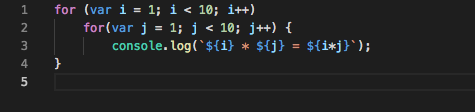 1 for (var i = 1; i < 10; i++)
2     for(var j = 1; j < 10; j++) {
3         console.log(`${i} * ${j} = ${i*j}`);
4 }
5